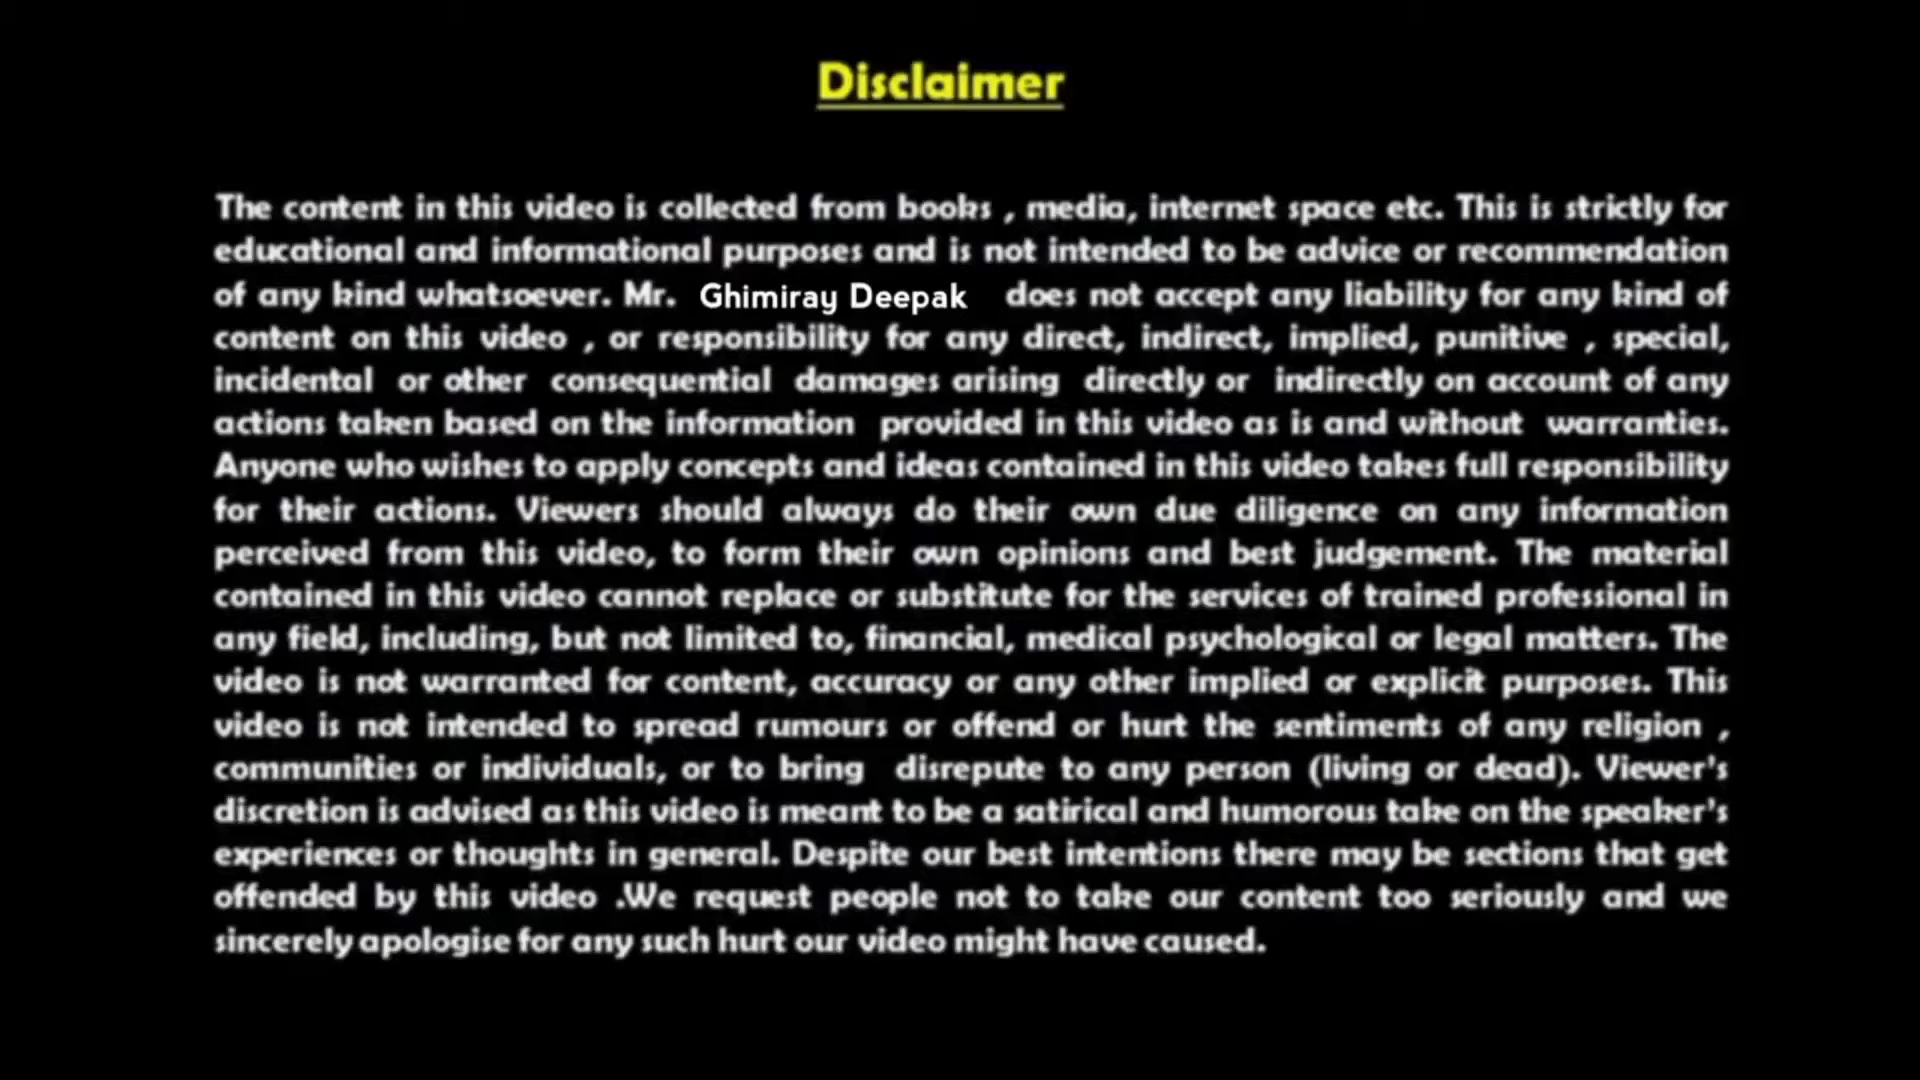 Disclaimer
The content in this video is collected from books , media, internet space etc. This is strictly for
educational and informational purposes and is not intended to be advice or recommendation
of any kind whatsoever. Mr. Ghimiray Deepak does not accept any liability for any kind of
content on this video , or responsibility for any direct, indirect, implied, punitive , special,
incidental or other consequential damages arising directly or indirectly on account of any
actions taken based on the information provided in this video as is and without warranties.
Anyone who wishes to apply concepts and ideas contained in this video takes full responsibility
for their actions. Viewers should always do their own due diligence on any information
perceived from this video, to form their own opinions and best judgement. The material
contained in this video cannot replace or substitute for the services of trained professional in
any field, including, but not limited to, financial, medical psychological or legal matters. The
video is not warranted for content, accuracy or any other implied or explicit purposes. This
video is not intended to spread rumours or offend or hurt the sentiments of any religion ,
communities or individuals, or to bring disrepute to any person (living or dead). Viewer's
discretion is advised as this video is meant to be a satirical and humorous take on the speaker's
experiences or thoughts in general. Despite our best intentions there may be sections that get
offended by this video .We request people not to take our content too seriously and we
sincerely apologise for any such hurt our video might have caused.